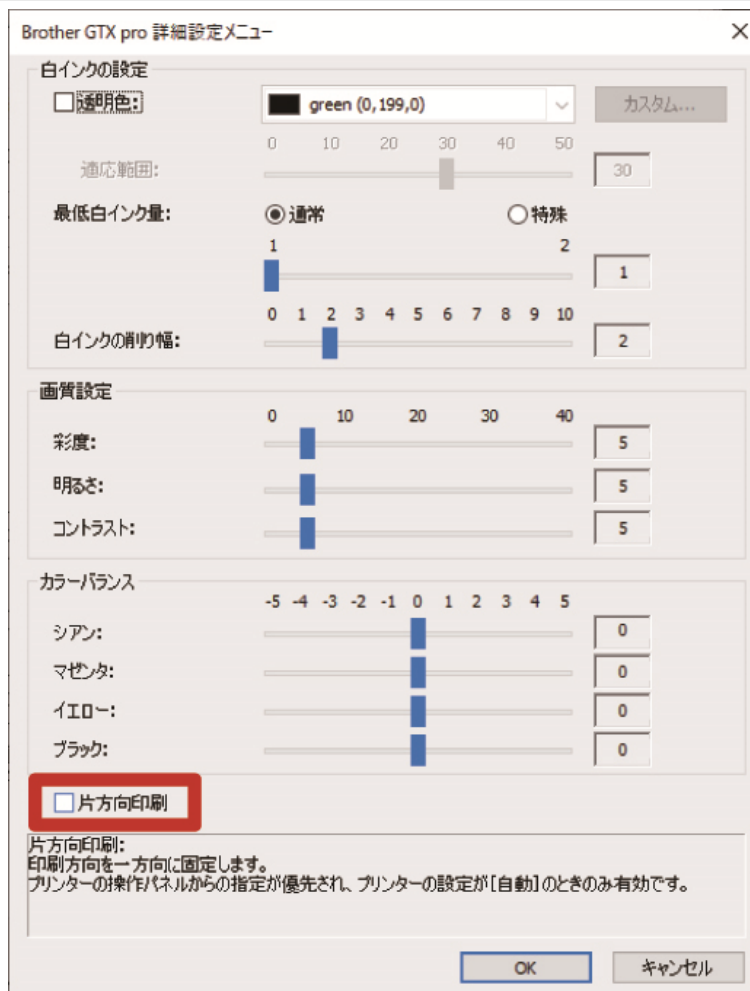 Brother GTX pro 詳細設定メニュー
白インクの設定
透明色:
green (0,199,0)
カスタム...
0 10 20 30 40 50
適応範囲: 30
最低白インク量: 通常 特殊
1 2
1
0 1 2 3 4 5 6 7 8 9 10
白インクの削り幅: 2
画質設定
0 10 20 30 40
彩度: 5
明るさ: 5
コントラスト: 5
カラーバランス
-5 -4 -3 -2 -1 0 1 2 3 4 5
シアン: 0
マゼンタ: 0
イエロー: 0
ブラック: 0
片方向印刷
片方向印刷:
印刷方向を一方向に固定します。
プリンターの操作パネルからの指定が優先され、プリンターの設定が[自動]のときのみ有効です。
OK キャンセル